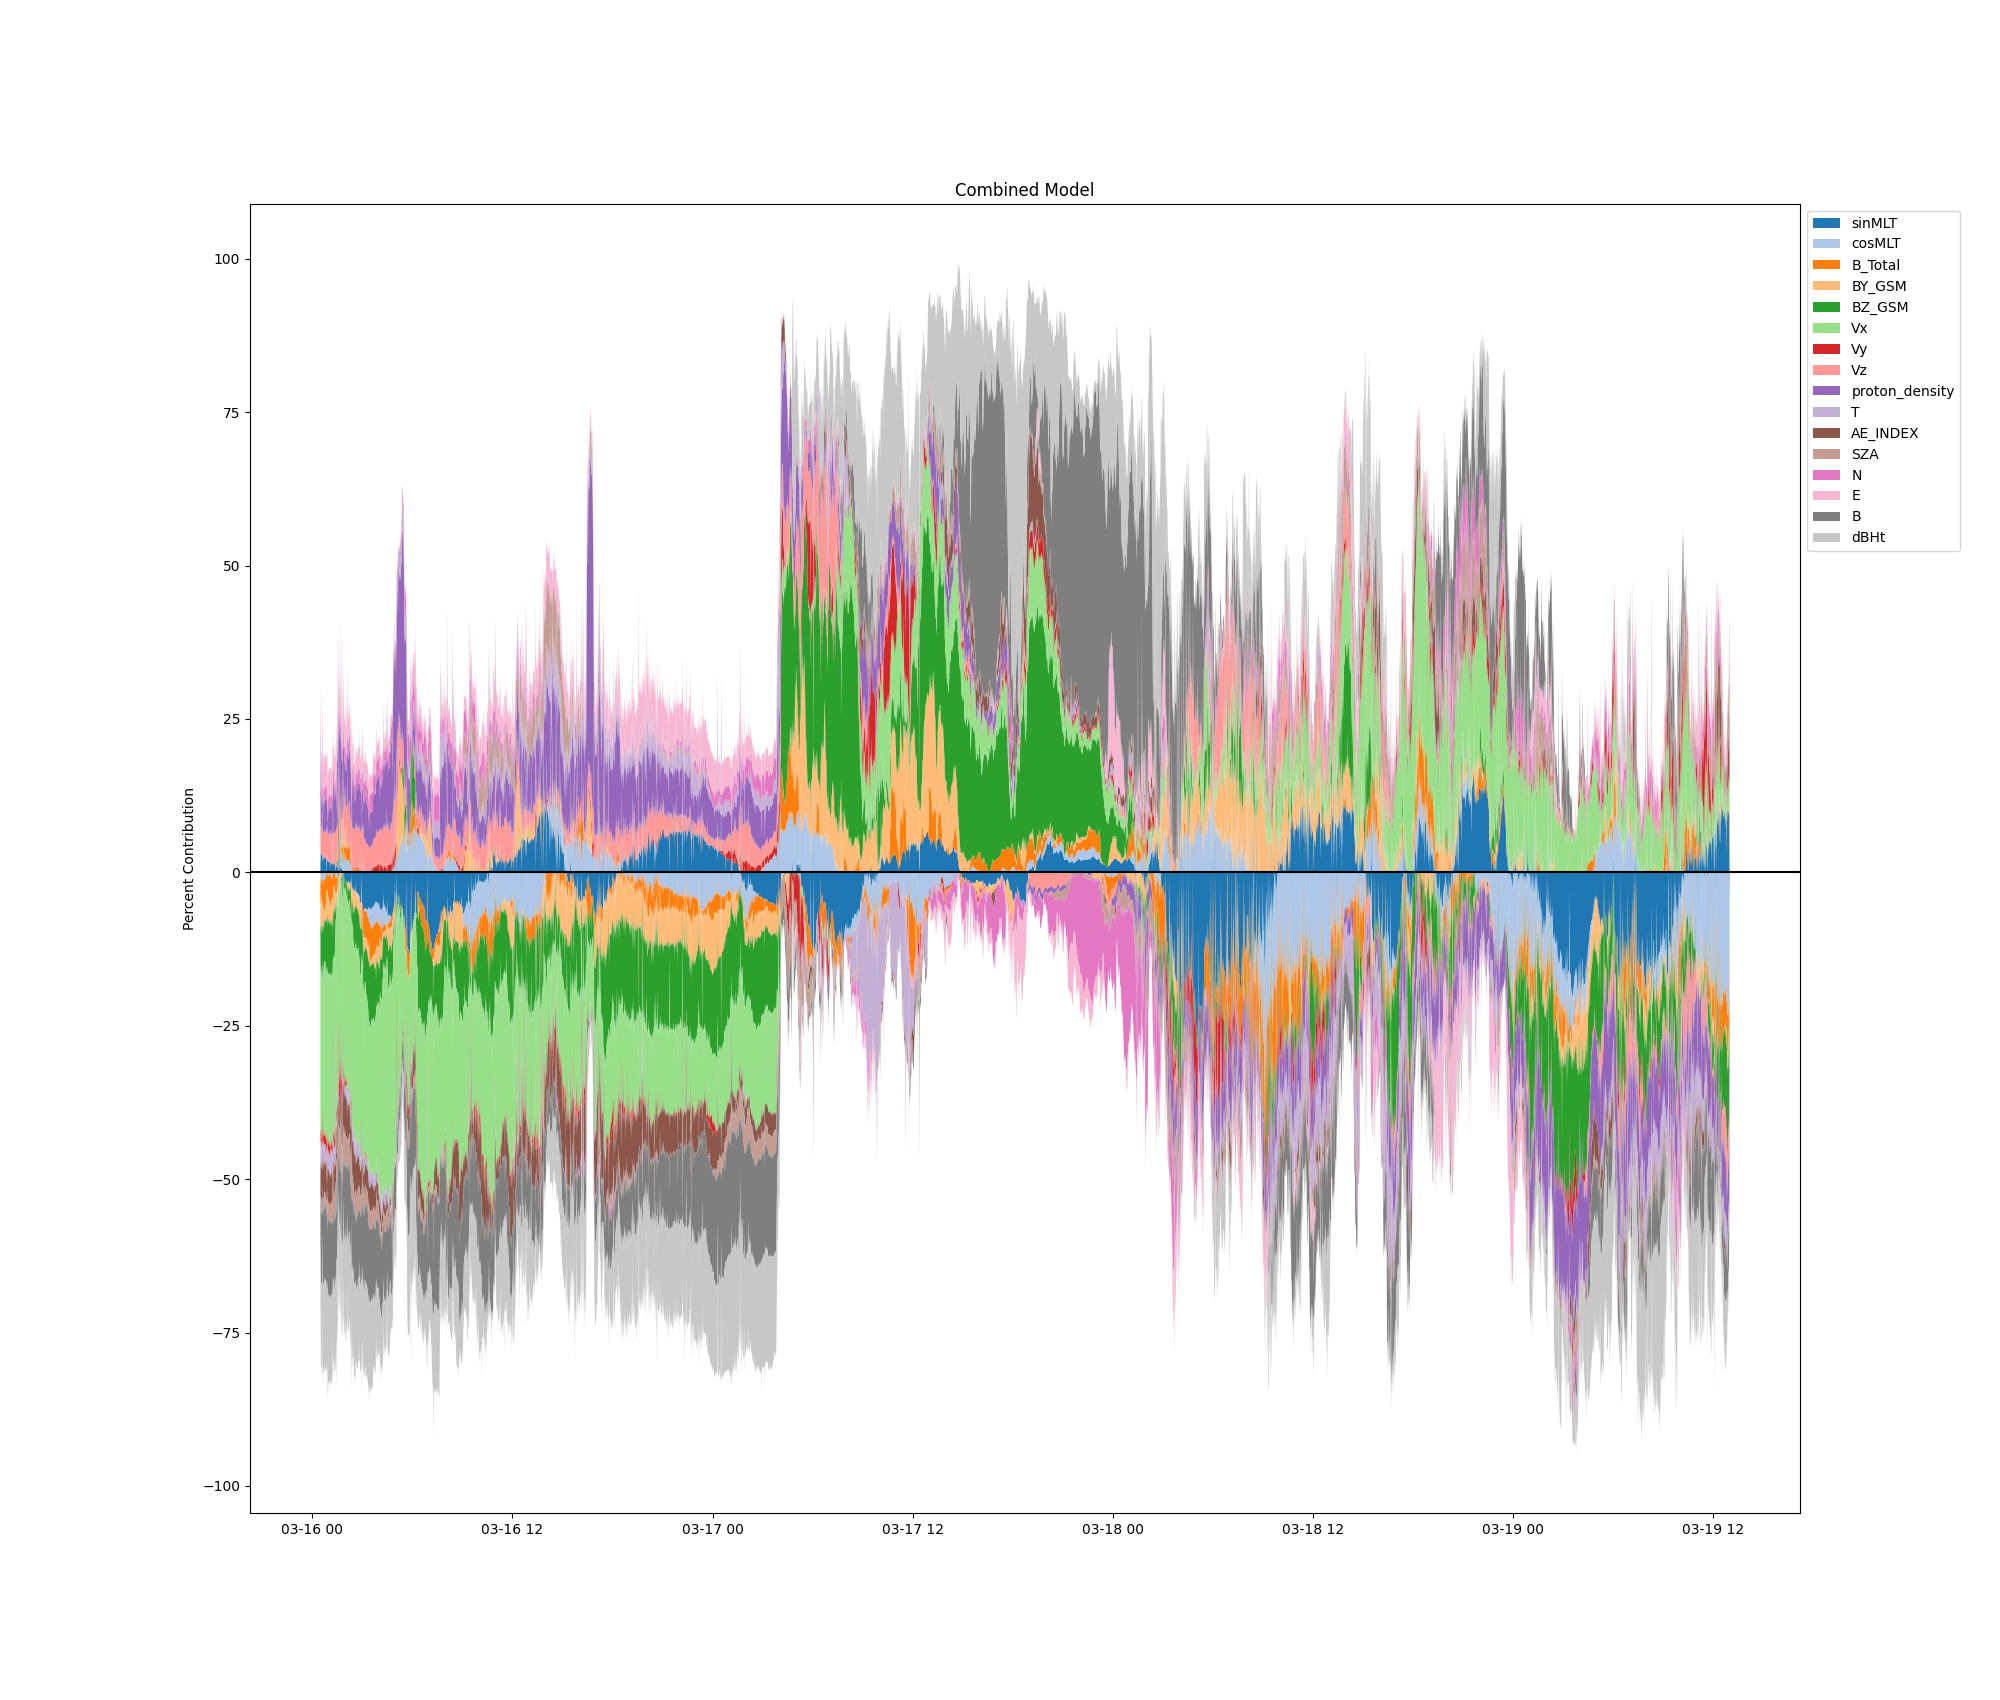 Combined Model
Percent Contribution
100
75
50
25
0
−25
−50
−75
−100
03-16 00
03-16 12
03-17 00
03-17 12
03-18 00
03-18 12
03-19 00
03-19 12
sinMLT
cosMLT
B_Total
BY_GSM
BZ_GSM
Vx
Vy
Vz
proton_density
T
AE_INDEX
SZA
N
E
B
dBHt